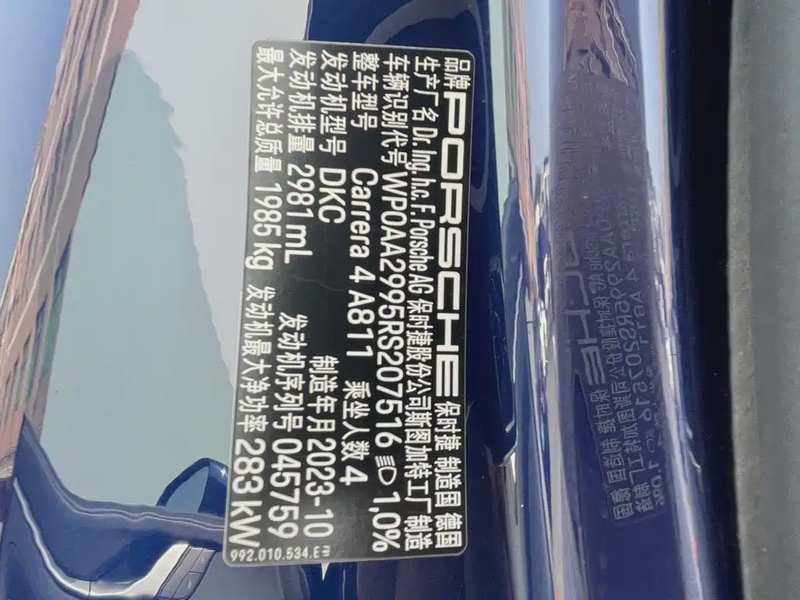 品牌 PORSCHE 保时捷 制造国 德国
生产厂名 Dr. Ing. h.c. F. Porsche AG 保时捷股份公司斯图加特工厂制造
车辆识别代号 WP0AA2995RS207516 1,0%
整车型号 Carrera 4 A811 乘坐人数 4
发动机型号 DKC 制造年月 2023-10
发动机排量 2981 mL 发动机序列号 045759
最大允许总质量 1985 kg 发动机最大净功率 283 kW
992.010.534.E